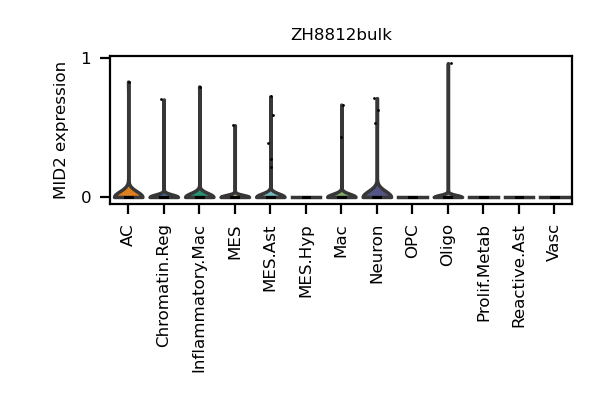 ZH8812bulk
MID2 expression
1
0
AC
Chromatin.Reg
Inflammatory.Mac
MES
MES.Ast
MES.Hyp
Mac
Neuron
OPC
Oligo
Prolif.Metab
Reactive.Ast
Vasc